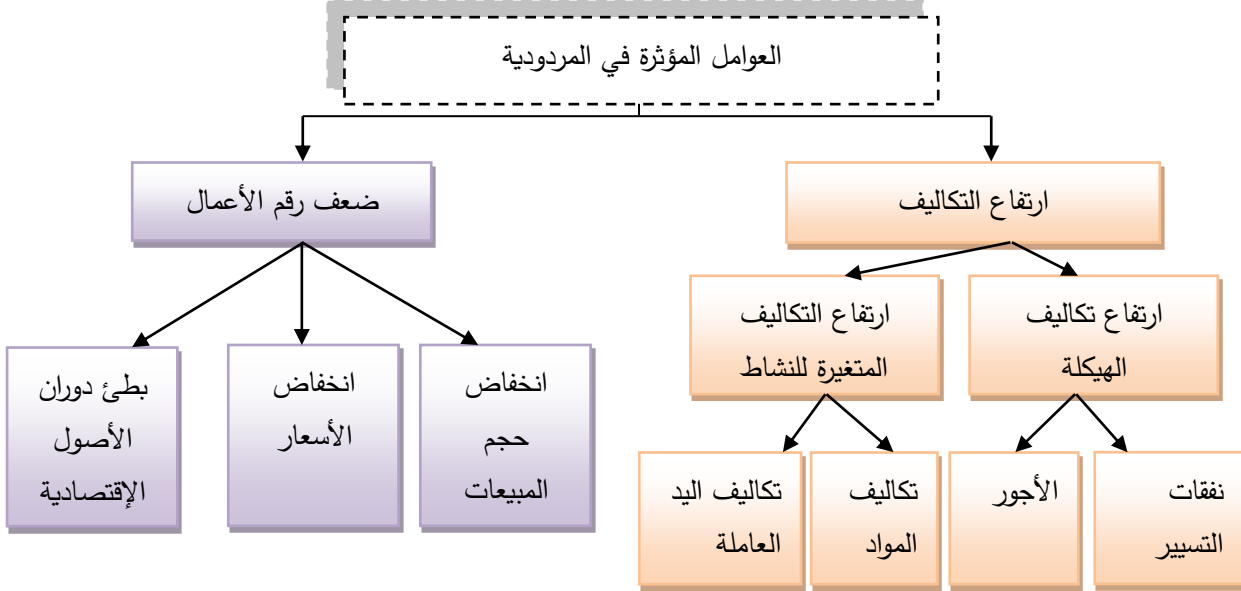 العوامل المؤثرة في المردودية
ارتفاع التكاليف
ضعف رقم الأعمال
ارتفاع تكاليف
الهيكلة
ارتفاع التكاليف
المتغيرة للنشاط
انخفاض
حجم
المبيعات
انخفاض
الأسعار
بطئ دوران
الأصول
الإقتصادية
نفقات
التسيير
الأجور
تكاليف
المواد
تكاليف اليد
العاملة